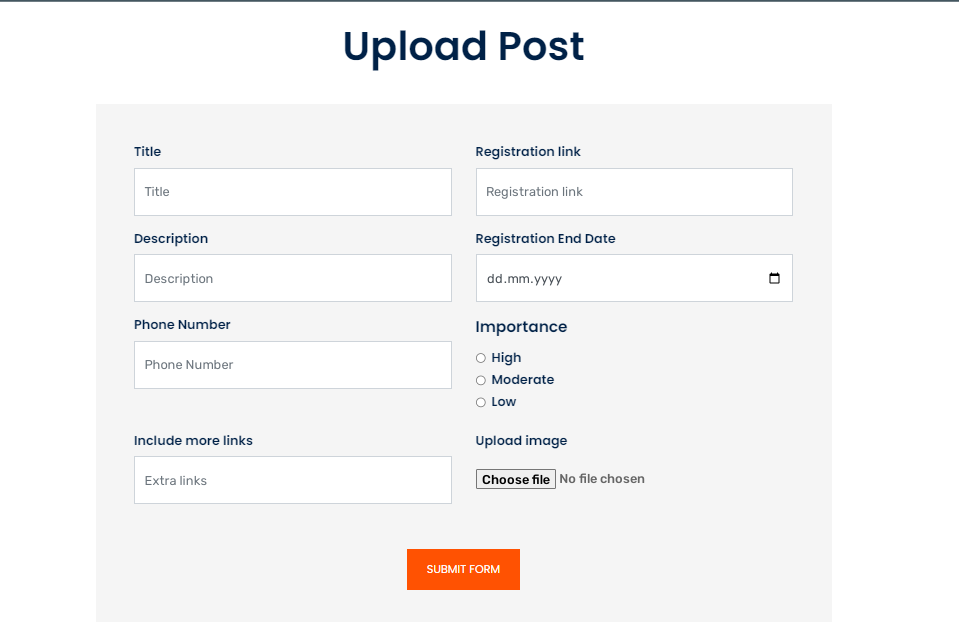 Upload Post
Title
Registration link
Title
Registration link
Description
Registration End Date
Description
dd.mm.yyyy
Phone Number
Importance
Phone Number
High
Moderate
Low
Include more links
Upload image
Extra links
Choose file No file chosen
SUBMIT FORM